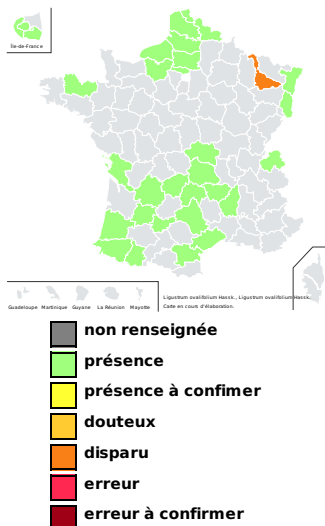 Île-de-France
Guadeloupe Martinique Guyane La Réunion Mayotte
Ligustrum ovalifolium Hassk., Ligustrum ovalifolium Hassk.
Carte en cours d'élaboration.
non renseignée
présence
présence à confimer
douteux
disparu
erreur
erreur à confirmer